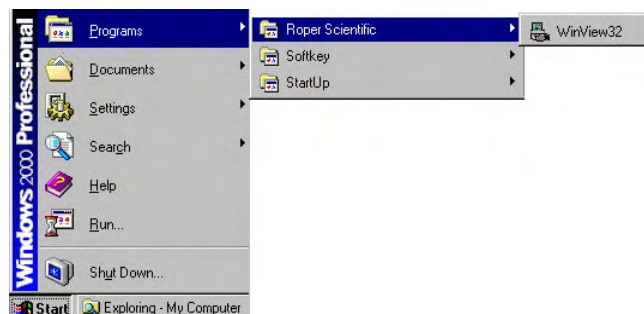 Windows 2000 Professional
Programs
Documents
Settings
Search
Help
Run...
Shut Down...
Roper Scientific
Softkey
StartUp
WinView32
Start
Exploring - My Computer